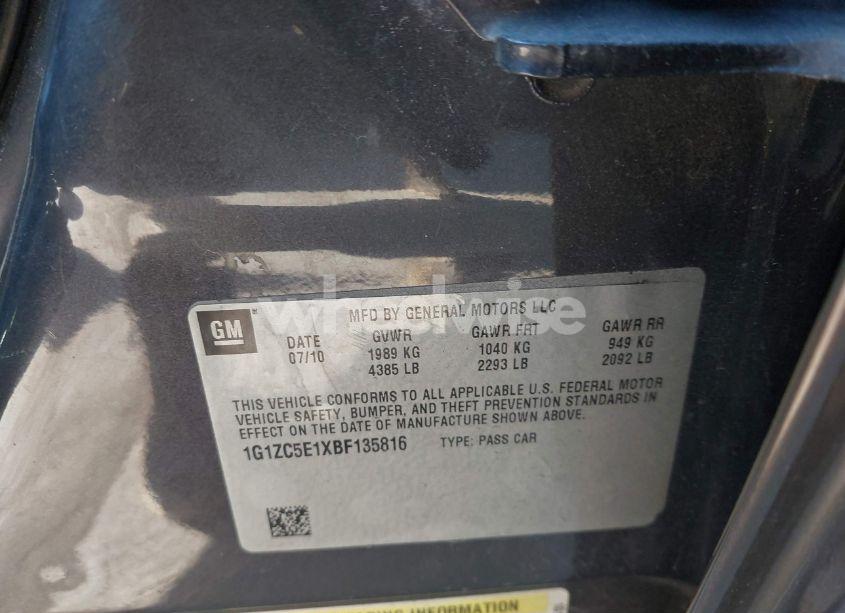 MFD BY GENERAL MOTORS LLC
GM
DATE GVWR GAWR FRT GAWR RR
07/10 1989 KG 1040 KG 949 KG
4385 LB 2293 LB 2092 LB
THIS VEHICLE CONFORMS TO ALL APPLICABLE U.S. FEDERAL MOTOR
VEHICLE SAFETY, BUMPER, AND THEFT PREVENTION STANDARDS IN
EFFECT ON THE DATE OF MANUFACTURE SHOWN ABOVE.
1G1ZC5E1XBF135816 TYPE: PASS CAR
INFORMATION